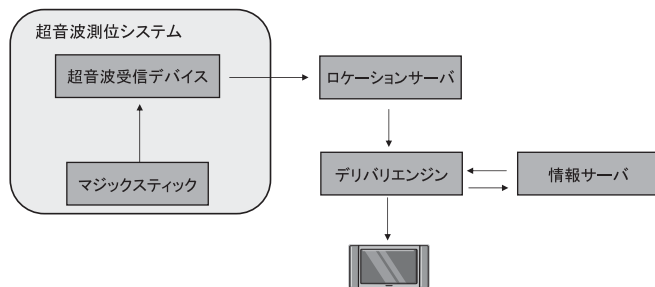 超音波測位システム
超音波受信デバイス
ロケーションサーバ
マジックスティック
デリバリエンジン
情報サーバ